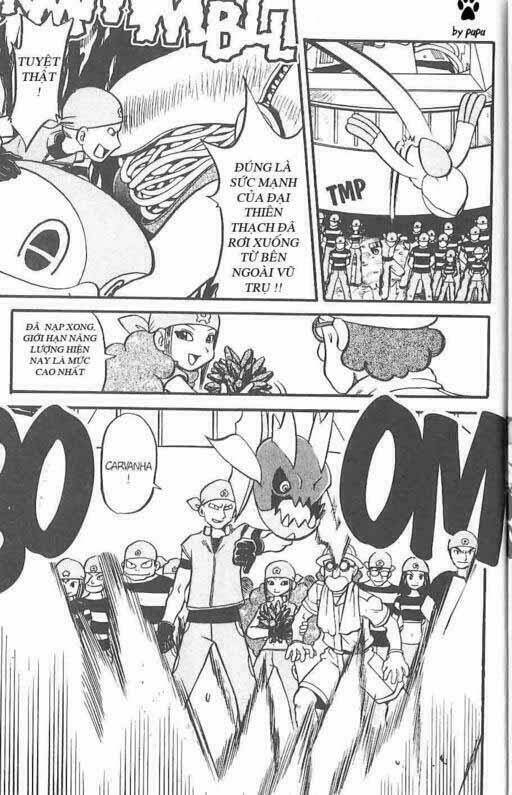 by papa
TMP
TUYỆT
THẬT
!
ĐÚNG LÀ
SỨC MẠNH
CỦA ĐẠI
THIÊN
THẠCH ĐÃ
RƠI XUỐNG
TỪ BÊN
NGOÀI VŨ
TRỤ !!
ĐÃ NẠP XONG,
GIỚI HẠN NĂNG
LƯỢNG HIỆN
NAY LÀ MỨC
CAO NHẤT
CARVANHA
!
BO OM